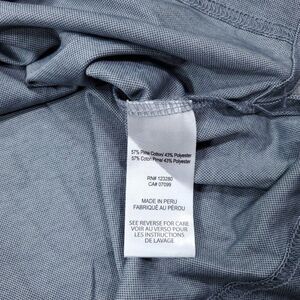 57% Pima Cotton/ 43% Polyester
57% Coton Pima/ 43% Polyester
RN# 123280
CA# 07099
MADE IN PERU
FABRIQUÉ AU PÉROU
SEE REVERSE FOR CARE
VOIR AU VERSO POUR
LES INSTRUCTIONS
DE LAVAGE